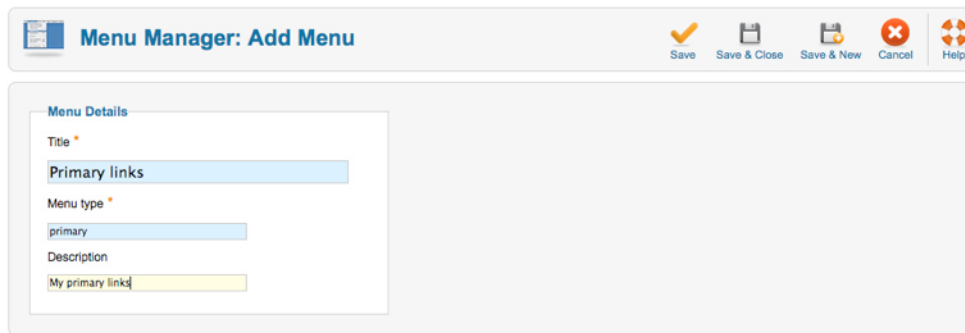 Menu Manager: Add Menu
Save
Save & Close
Save & New
Cancel
Help
Menu Details
Title *
Primary links
Menu type *
primary
Description
My primary links